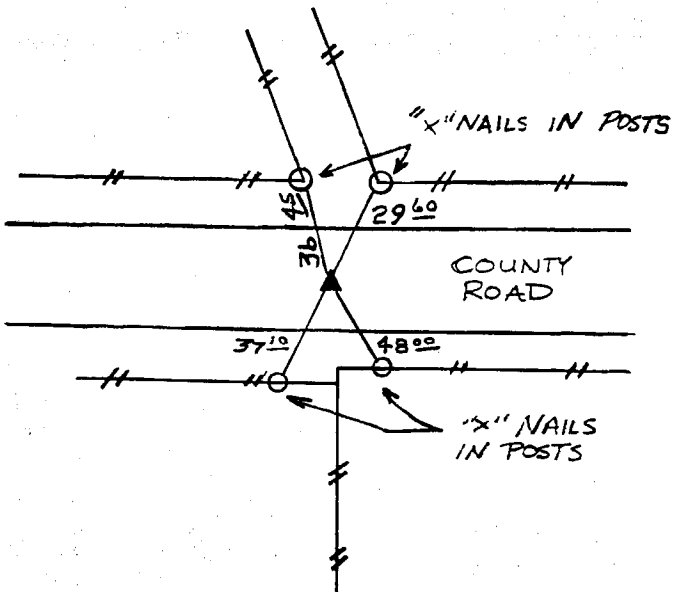 "X" NAILS IN POSTS
36 45
29 60
COUNTY
ROAD
37 10
48 00
"X" NAILS
IN POSTS